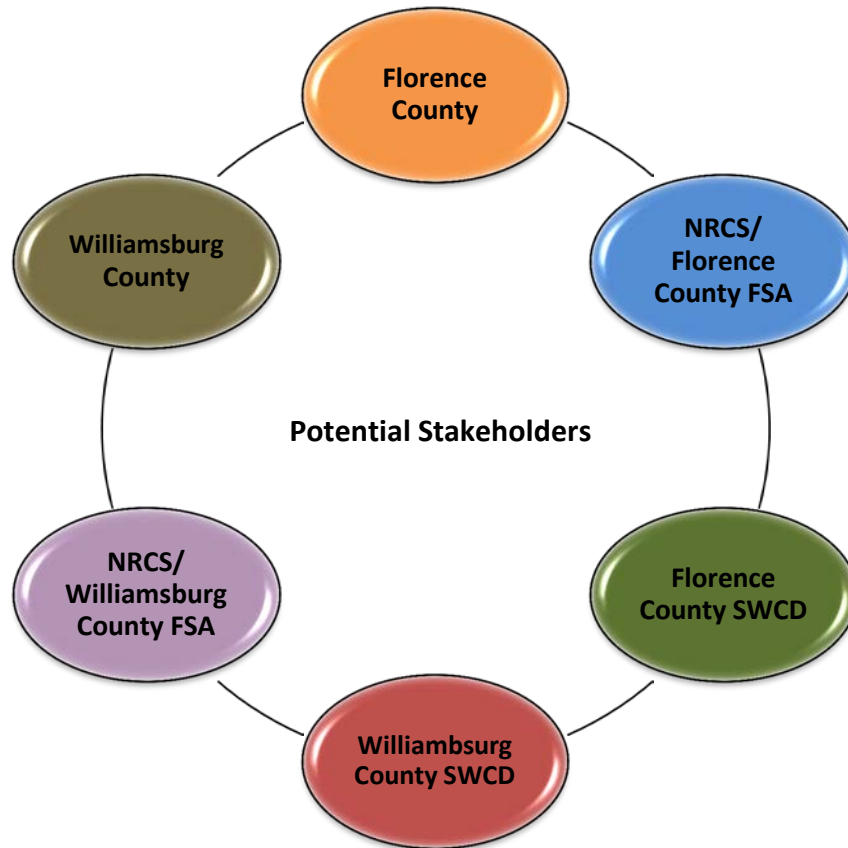 Florence
County
NRCS/
Florence
County FSA
Florence
County SWCD
Williambsurg
County SWCD
NRCS/
Williamsburg
County FSA
Williamsburg
County
Potential Stakeholders